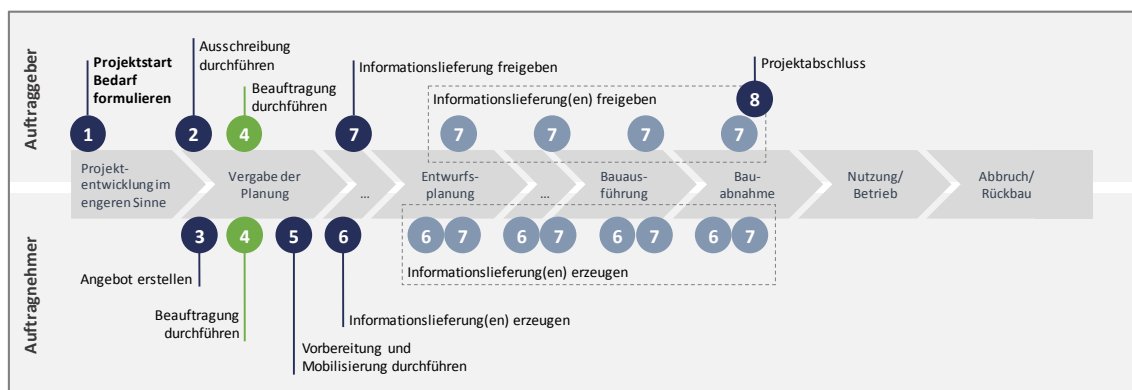 Auftraggeber
Projektstart
Bedarf
formulieren
Ausschreibung
durchführen
Beauftragung
durchführen
Informationslieferung freigeben
Informationslieferung(en) freigeben
Projektabschluss
8
1
2
4
7
7
7
7
7
Projekt-
entwicklung im
engeren Sinne
Vergabe der
Planung
...
Entwurfs-
planung
...
Bauaus-
führung
Bau-
abnahme
Nutzung/
Betrieb
Abbruch/
Rückbau
Auftragnehmer
3
4
5
6
6 7
6 7
6 7
6 7
Angebot erstellen
Informationslieferung(en) erzeugen
Beauftragung
durchführen
Informationslieferung(en) erzeugen
Vorbereitung und
Mobilisierung durchführen